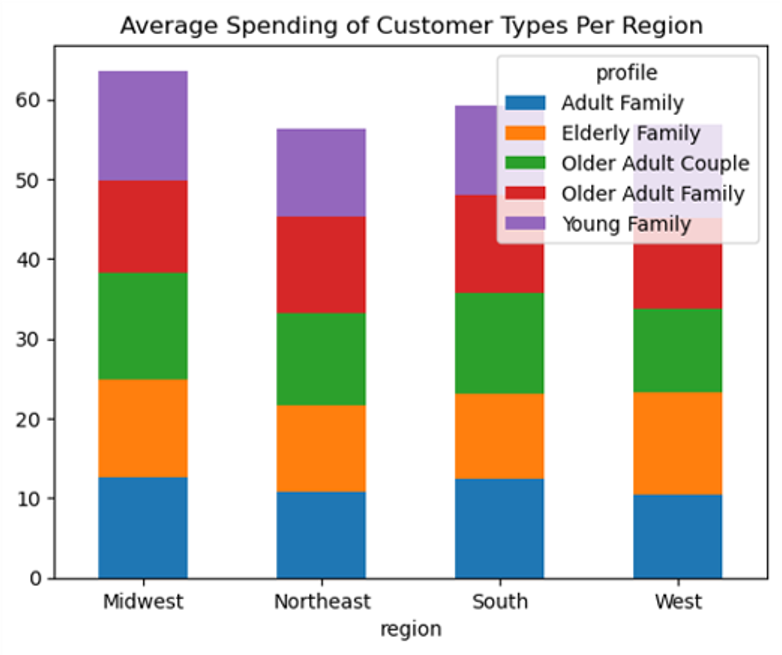 Average Spending of Customer Types Per Region
60
50
40
30
20
10
0
profile
Adult Family
Elderly Family
Older Adult Couple
Older Adult Family
Young Family
Midwest Northeast South West
region